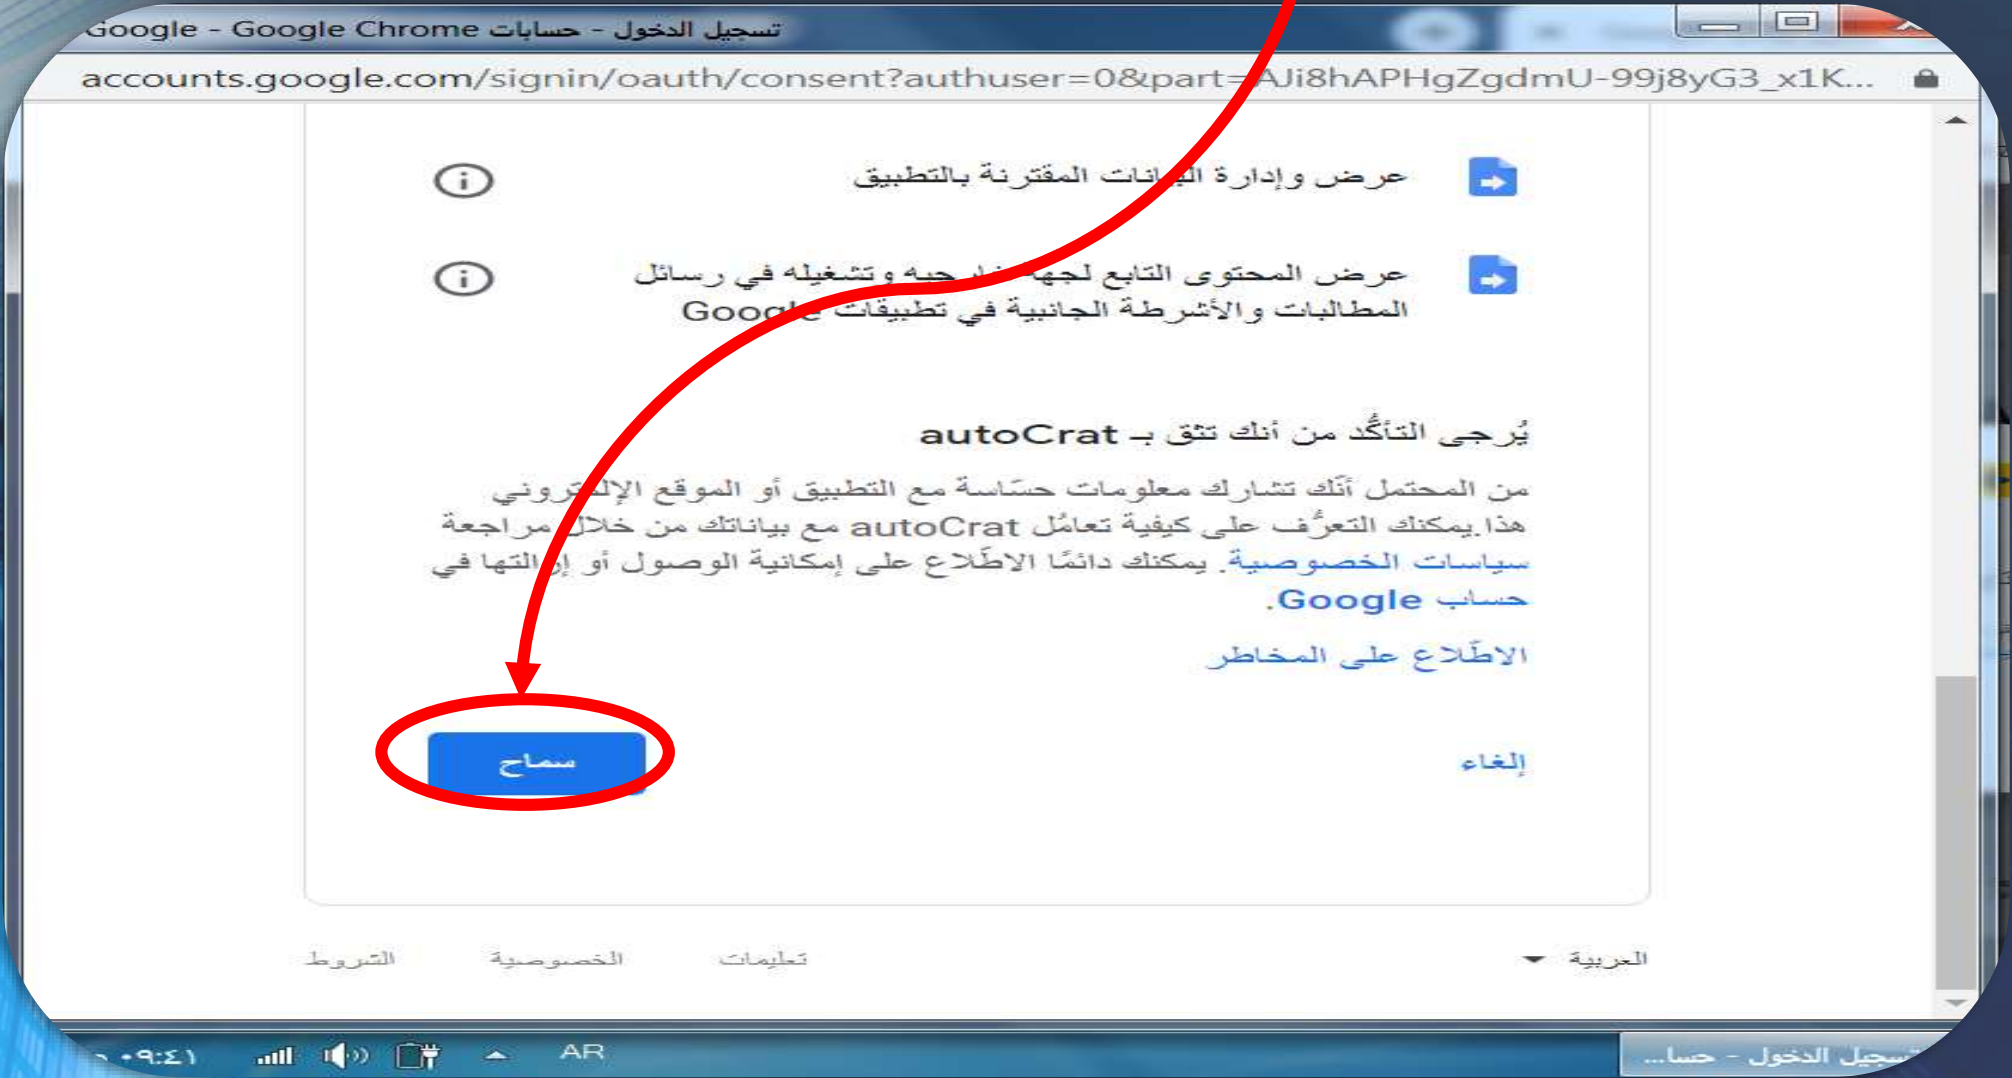 تسجيل الدخول - حسابات Google - Google Chrome
accounts.google.com/signin/oauth/consent?authuser=0&part=AJi8hAPHgZgdmU-99j8yG3_x1K...
عرض وإدارة البيانات المقترنة بالتطبيق
عرض المحتوى التابع لجهة خارجية وتشغيله في رسائل
المطالبات والأشرطة الجانبية في تطبيقات Google
يُرجى التأكُّد من أنك تثق بـ autoCrat
من المحتمل أنّك تشارك معلومات حسّاسة مع التطبيق أو الموقع الإلكتروني
هذا.يمكنك التعرُّف على كيفية تعامُل autoCrat مع بياناتك من خلال مراجعة
سياسات الخصوصية. يمكنك دائمًا الاطّلاع على إمكانية الوصول أو إزالتها في
حساب Google.
الاطّلاع على المخاطر
إلغاء
سماح
العربية
تعليمات
الخصوصية
الشروط
تسجيل الدخول - حسا...
AR
٠٩:٤١